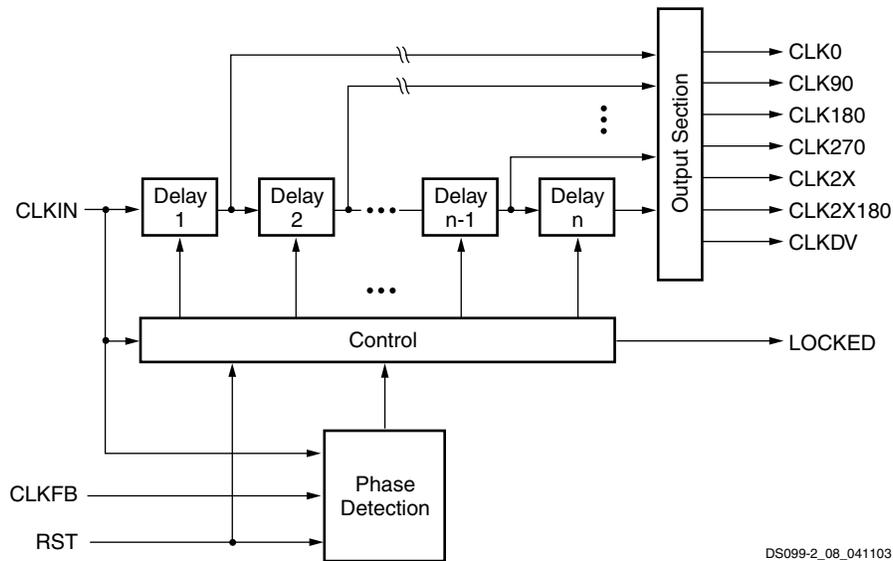 CLK0
CLK90
CLK180
CLK270
CLK2X
CLK2X180
CLKDV
Output Section
CLKIN
Delay
1
Delay
2
Delay
n-1
Delay
n
Control
LOCKED
Phase
Detection
CLKFB
RST
DS099-2_08_041103